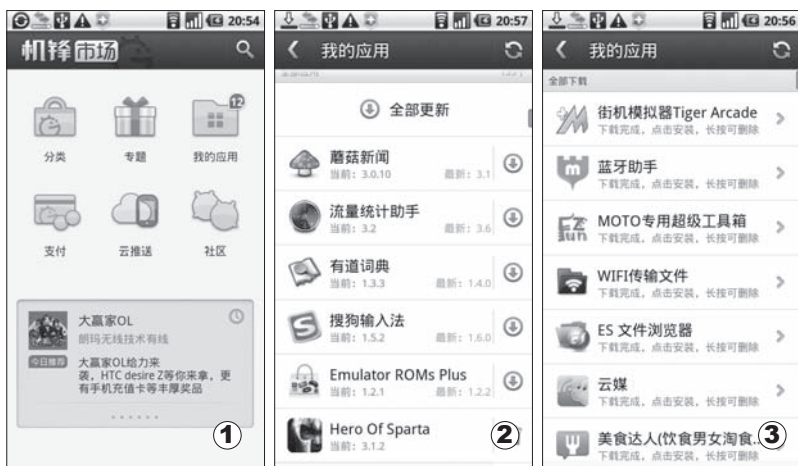 20:54
机锋市场
12
分类 专题 我的应用
支付 云推送 社区
大赢家OL
朗玛无线技术有线
今日推荐
大赢家OL给力来
袭，HTC desire Z等你来拿，更
有手机充值卡等丰厚奖品
1
20:57
我的应用
全部更新
蘑菇新闻
当前：3.0.10 最新：3.1
流量统计助手
当前：3.2 最新：3.6
有道词典
当前：1.3.3 最新：1.4.0
搜狗输入法
当前：1.5.2 最新：1.6.0
Emulator ROMs Plus
当前：1.2.1 最新：1.2.2
Hero Of Sparta
当前：3.1.2
2
20:56
我的应用
全部下载
街机模拟器Tiger Arcade
下载完成，点击安装，长按可删除
蓝牙助手
下载完成，点击安装，长按可删除
MOTO专用超级工具箱
下载完成，点击安装，长按可删除
WIFI传输文件
下载完成，点击安装，长按可删除
ES 文件浏览器
下载完成，点击安装，长按可删除
云媒
下载完成，点击安装，长按可删除
美食达人(饮食男女淘食...
下载完成，点击安装，长按可删除
3